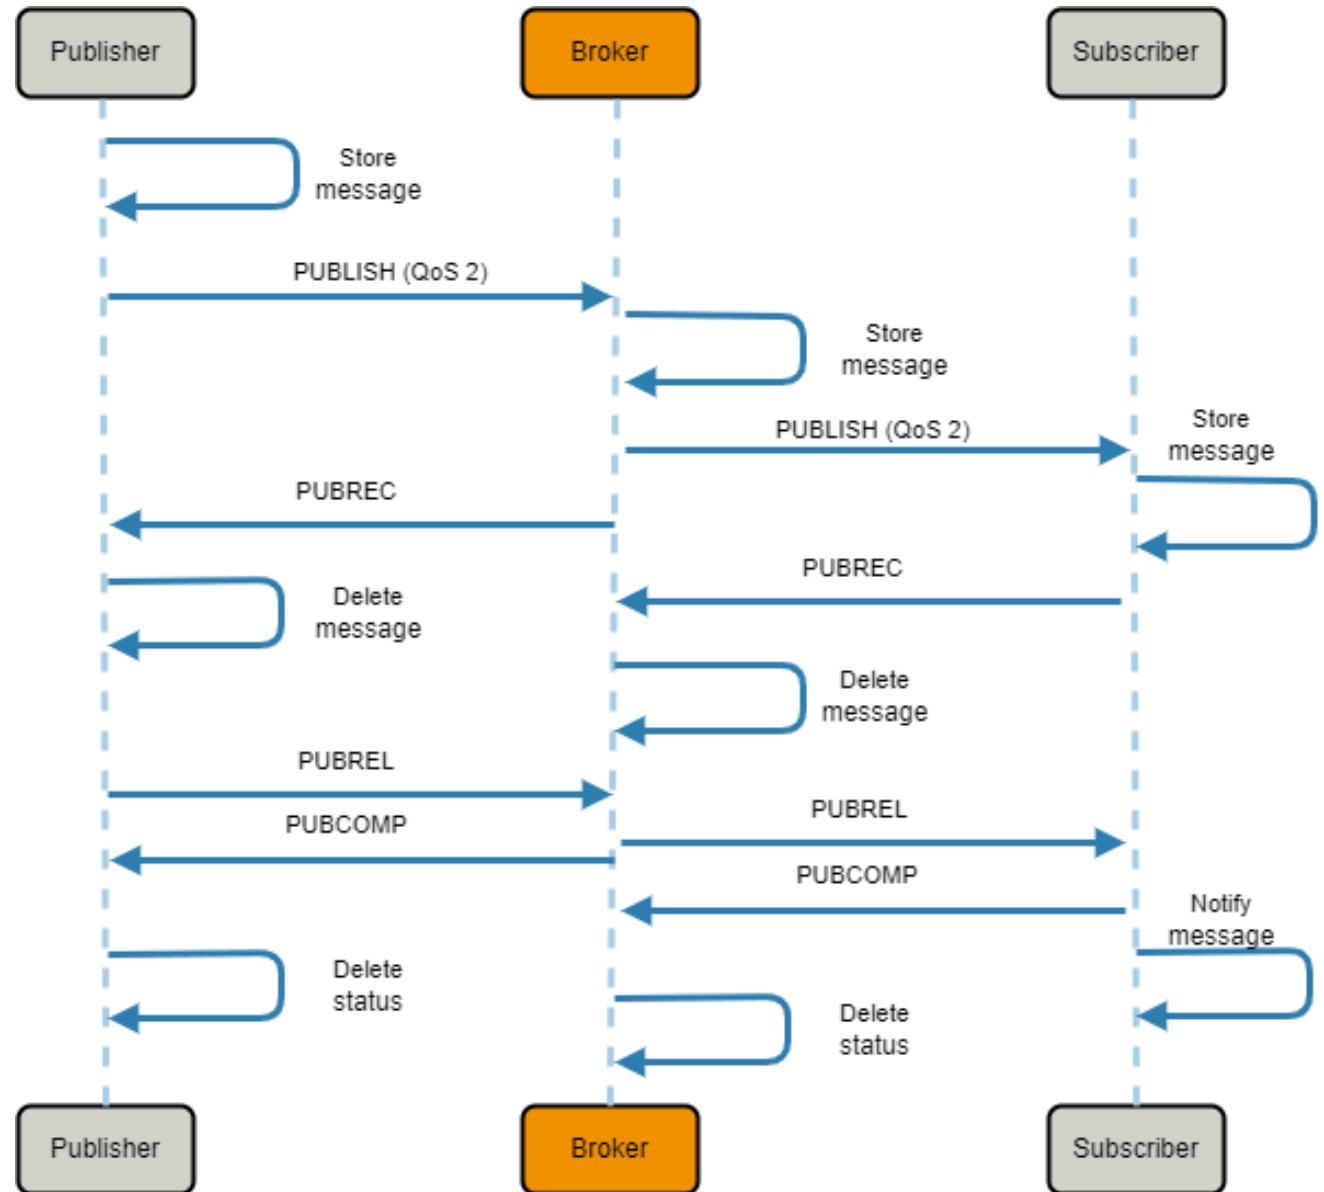 Publisher
Broker
Subscriber
Store
message
PUBLISH (QoS 2)
Store
message
Store
message
PUBLISH (QoS 2)
PUBREC
PUBREC
Delete
message
Delete
message
PUBREL
PUBREL
PUBCOMP
PUBCOMP
Notify
message
Delete
status
Delete
status
Publisher
Broker
Subscriber